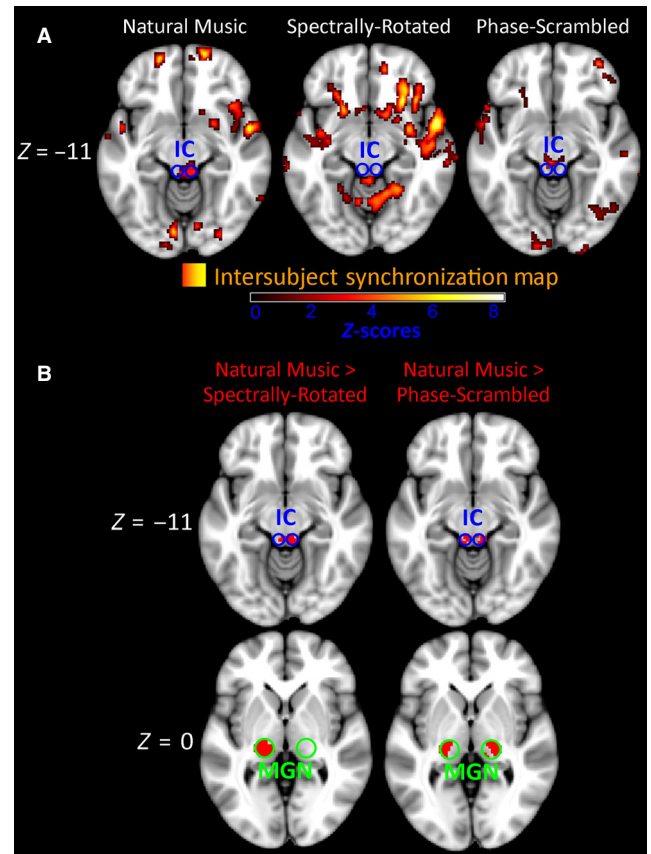 A
Natural Music
Spectrally-Rotated
Phase-Scrambled
Z = −11
IC
IC
IC
Intersubject synchronization map
0 2 4 6 8
Z-scores
B
Natural Music >
Spectrally-Rotated
Natural Music >
Phase-Scrambled
Z = −11
IC
IC
Z = 0
MGN
MGN